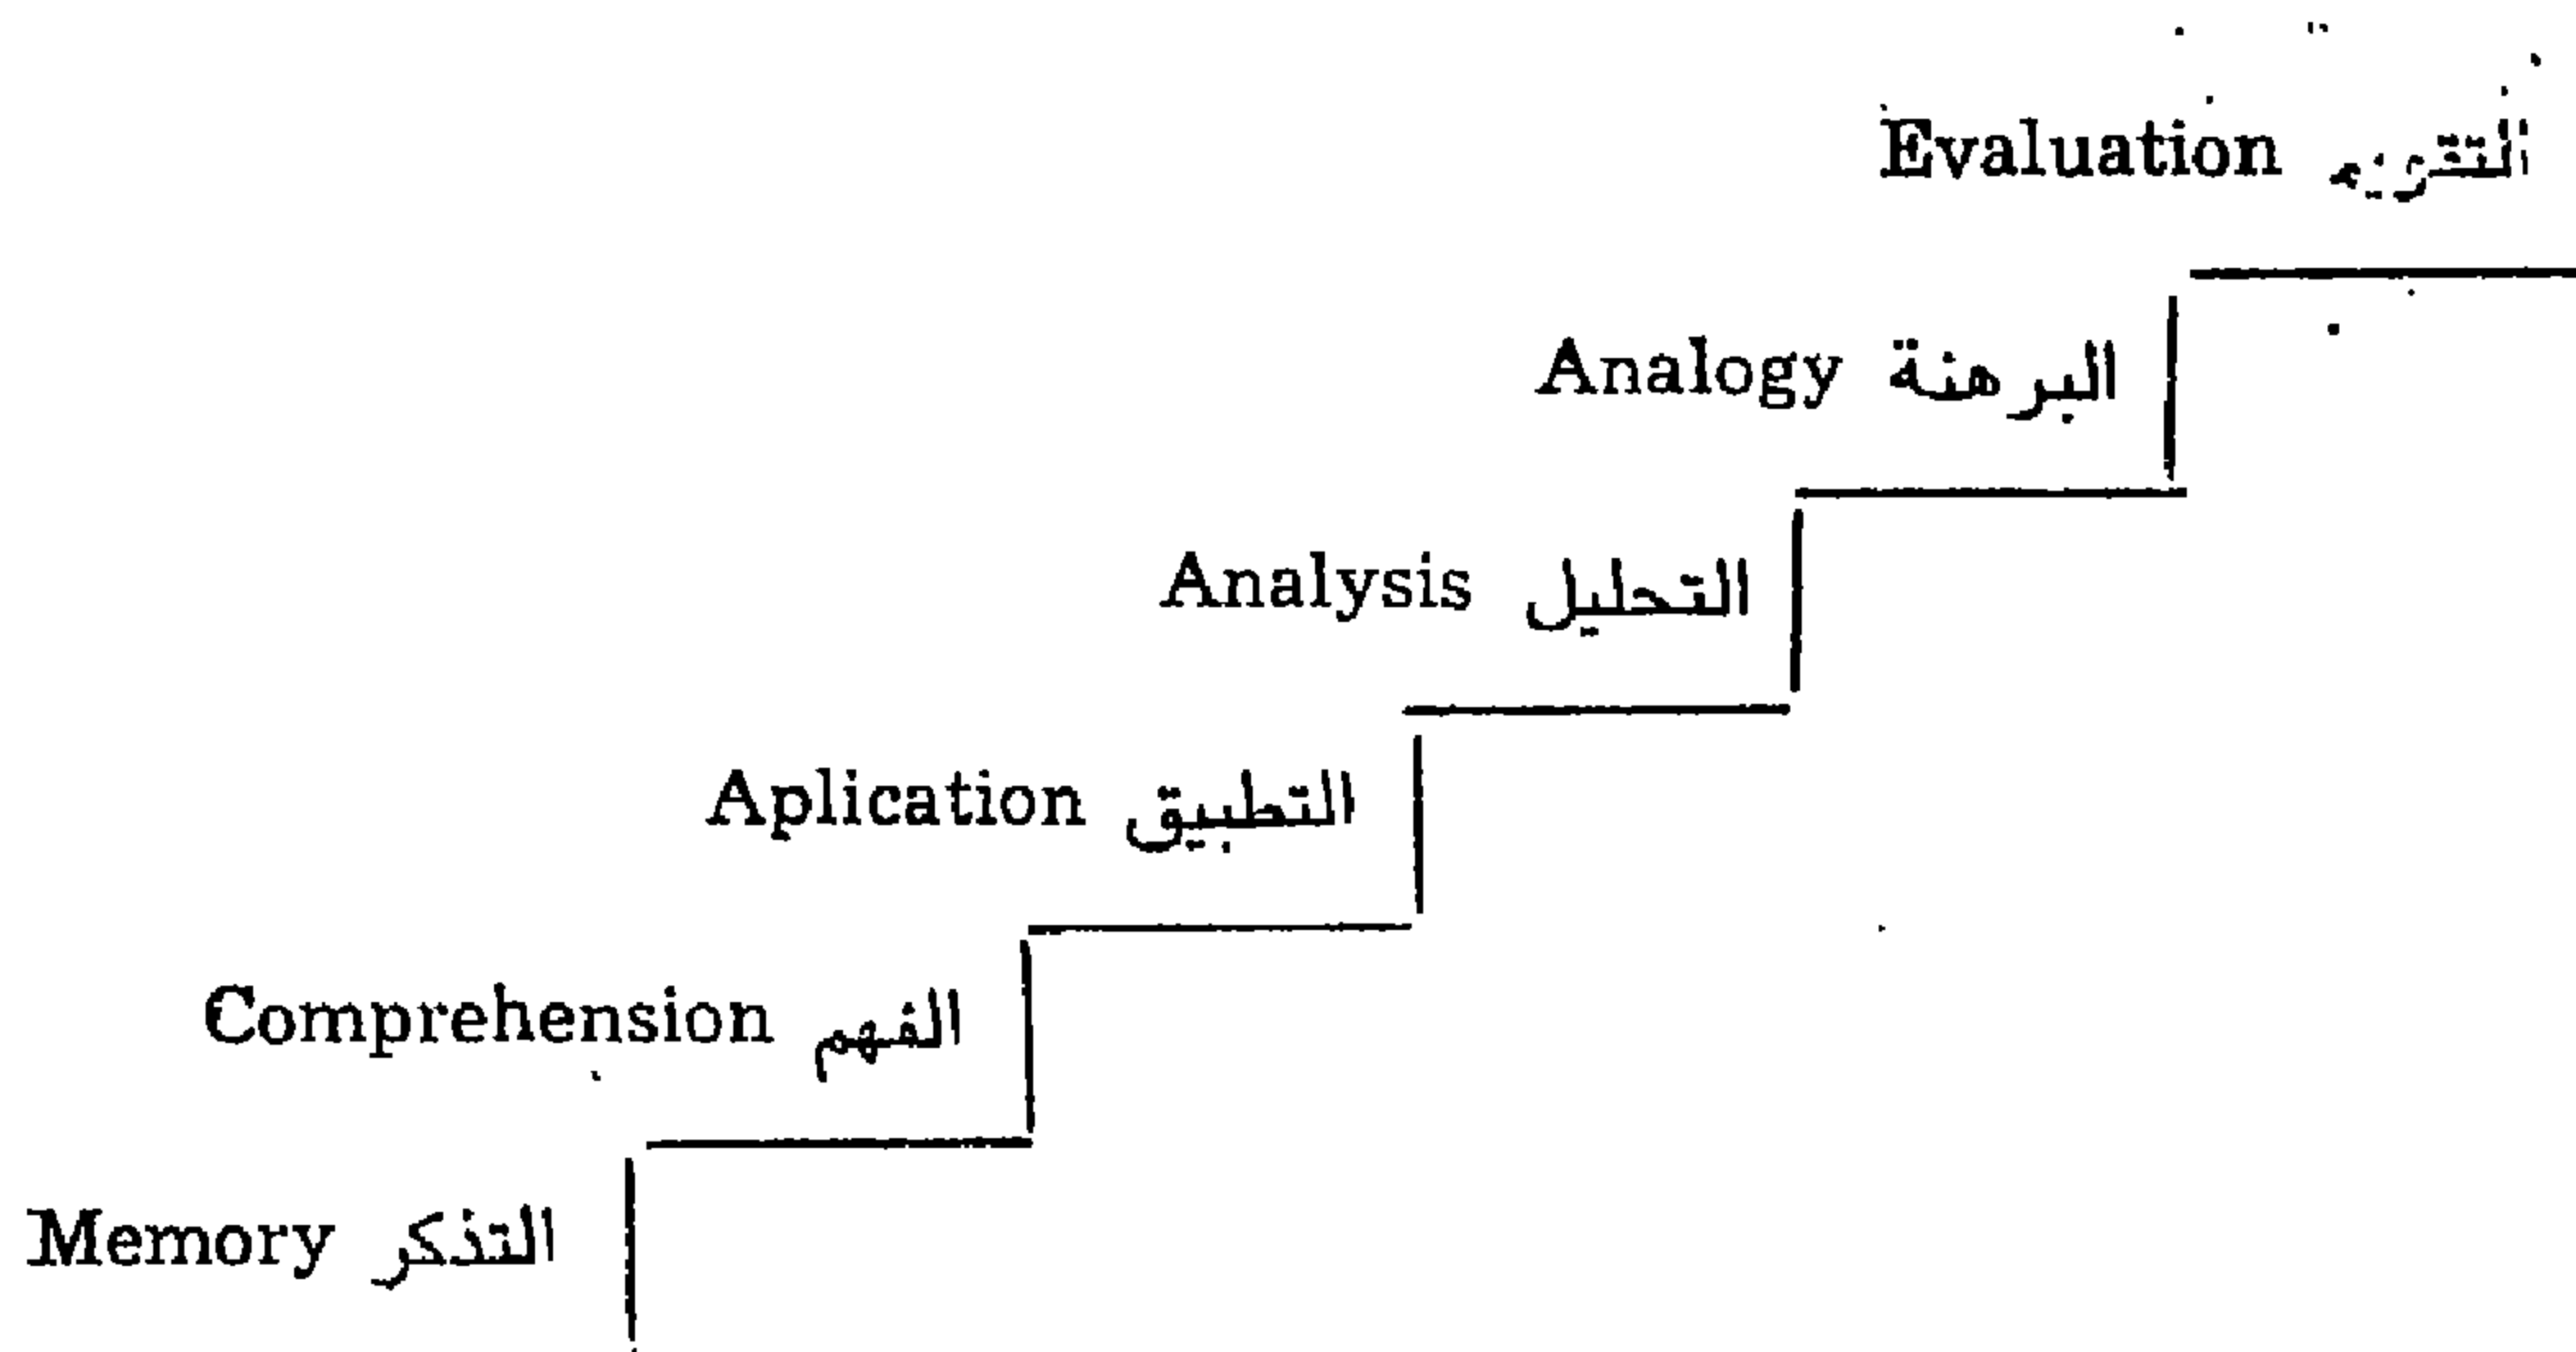 Evaluation التقويم
Analogy البرهنة
Analysis التحليل
Aplication التطبيق
Comprehension الفهم
Memory التذكر